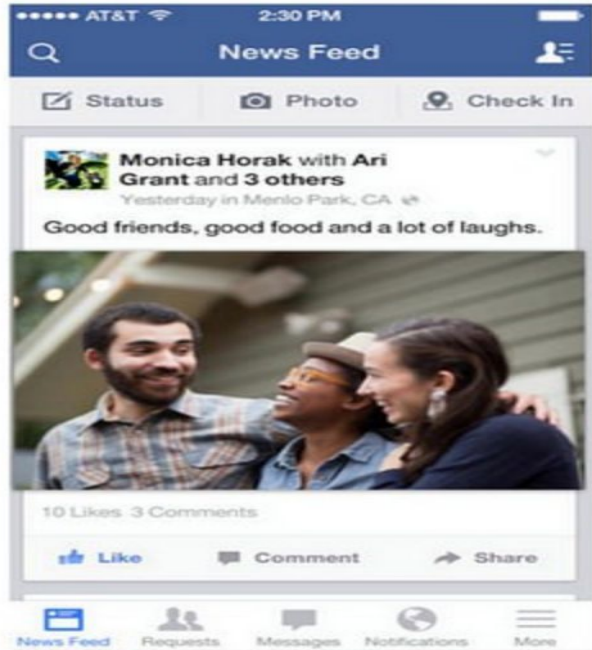 AT&T 2:30 PM
News Feed
Status Photo Check In
Monica Horak with Ari
Grant and 3 others
Yesterday in Menlo Park, CA
Good friends, good food and a lot of laughs.
10 Likes 3 Comments
Like Comment Share
News Feed Requests Messages Notifications More